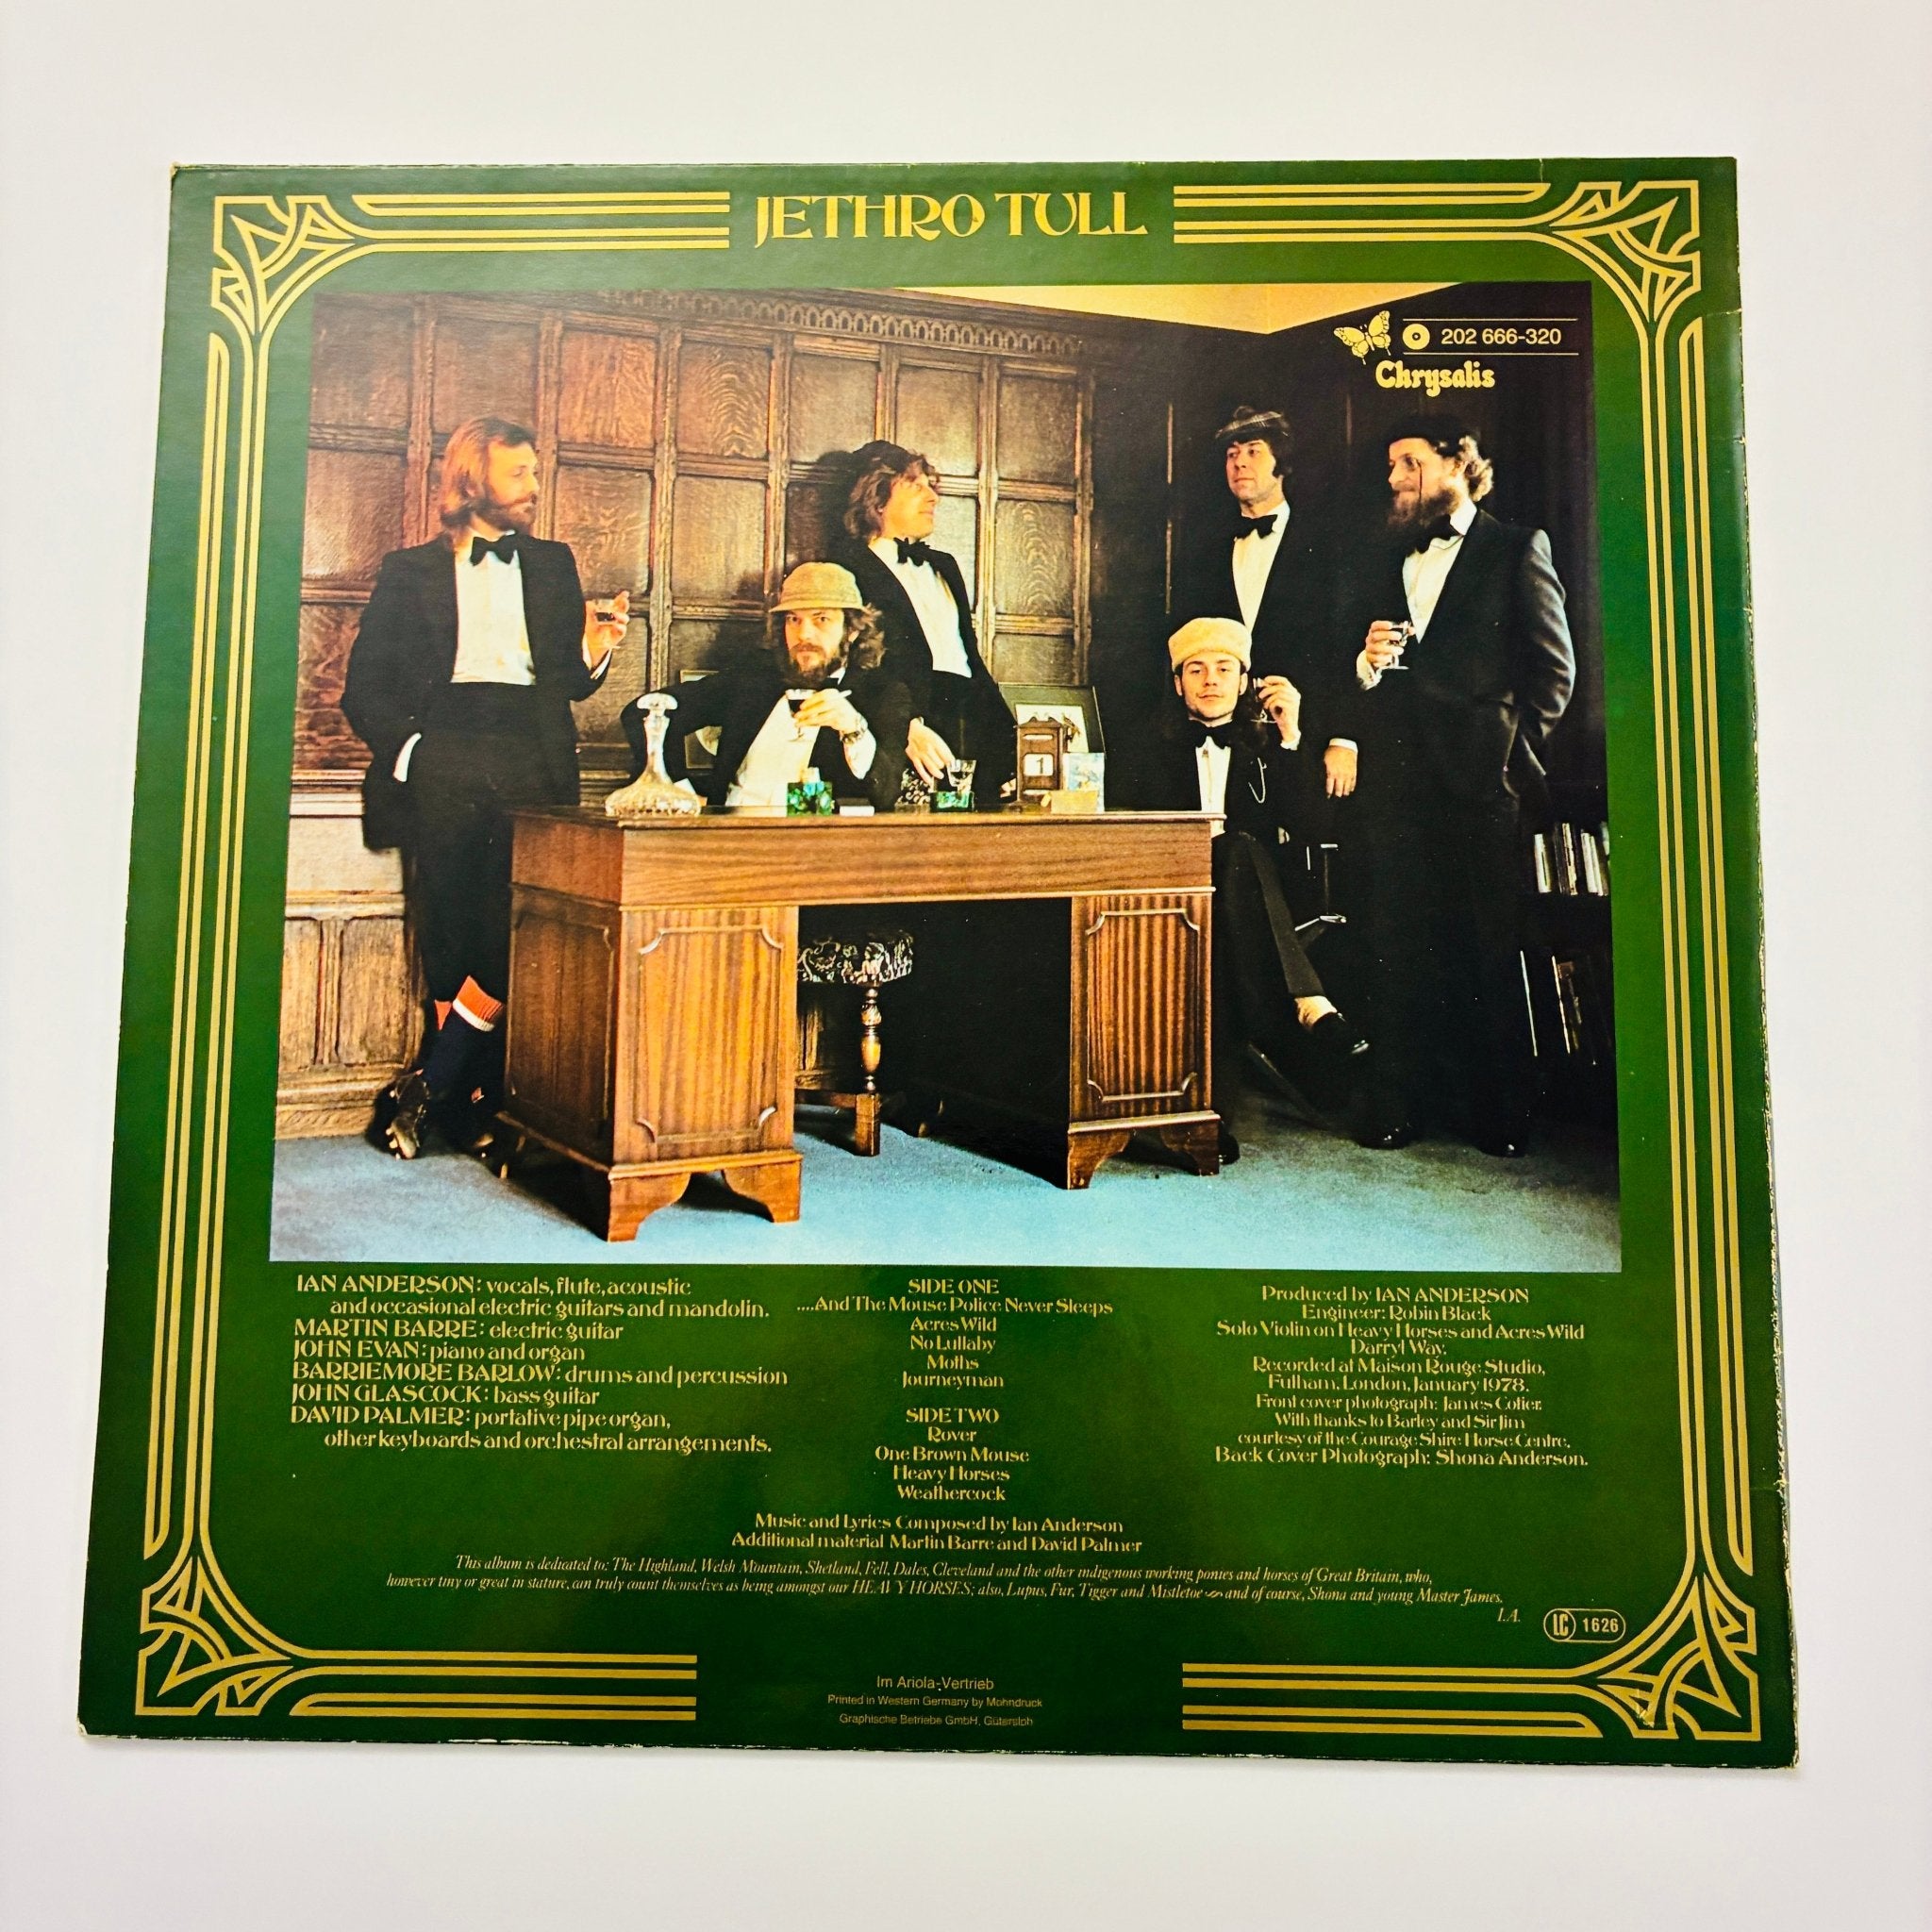 JETHRO TULL
202 666-320
Chrysalis
1
IAN ANDERSON: vocals, flute, acoustic
and occasional electric guitars and mandolin.
MARTIN BARRE: electric guitar
JOHN EVAN: piano and organ
BARRIEMORE BARLOW: drums and percussion
JOHN GLASCOCK: bass guitar
DAVID PALMER: portative pipe organ,
other keyboards and orchestral arrangements.
SIDE ONE
....And The Mouse Police Never Sleeps
Acres Wild
No Lullaby
Moths
Journeyman
SIDE TWO
Rover
One Brown Mouse
Heavy Horses
Weathercock
Produced by IAN ANDERSON
Engineer: Robin Black
Solo Violin on Heavy Horses and Acres Wild
Darryl Way.
Recorded at Maison Rouge Studio,
Fulham, London, January 1978.
Front cover photograph: James Cotier.
With thanks to Barley and Sir Jim
courtesy of the Courage Shire Horse Centre.
Back Cover Photograph: Shona Anderson.
Music and Lyrics Composed by Ian Anderson
Additional material Martin Barre and David Palmer
This album is dedicated to: The Highland, Welsh Mountain, Shetland, Fell, Dales, Cleveland and the other indigenous working ponies and horses of Great Britain, who,
however tiny or great in stature, can truly count themselves as being amongst our HEAVY HORSES; also, Lupus, Fur, Tigger and Mistletoe ~ and of course, Shona and young Master James.
I.A.
LC 1626
Im Ariola-Vertrieb
Printed in Western Germany by Mohndruck
Graphische Betriebe GmbH, Gütersloh